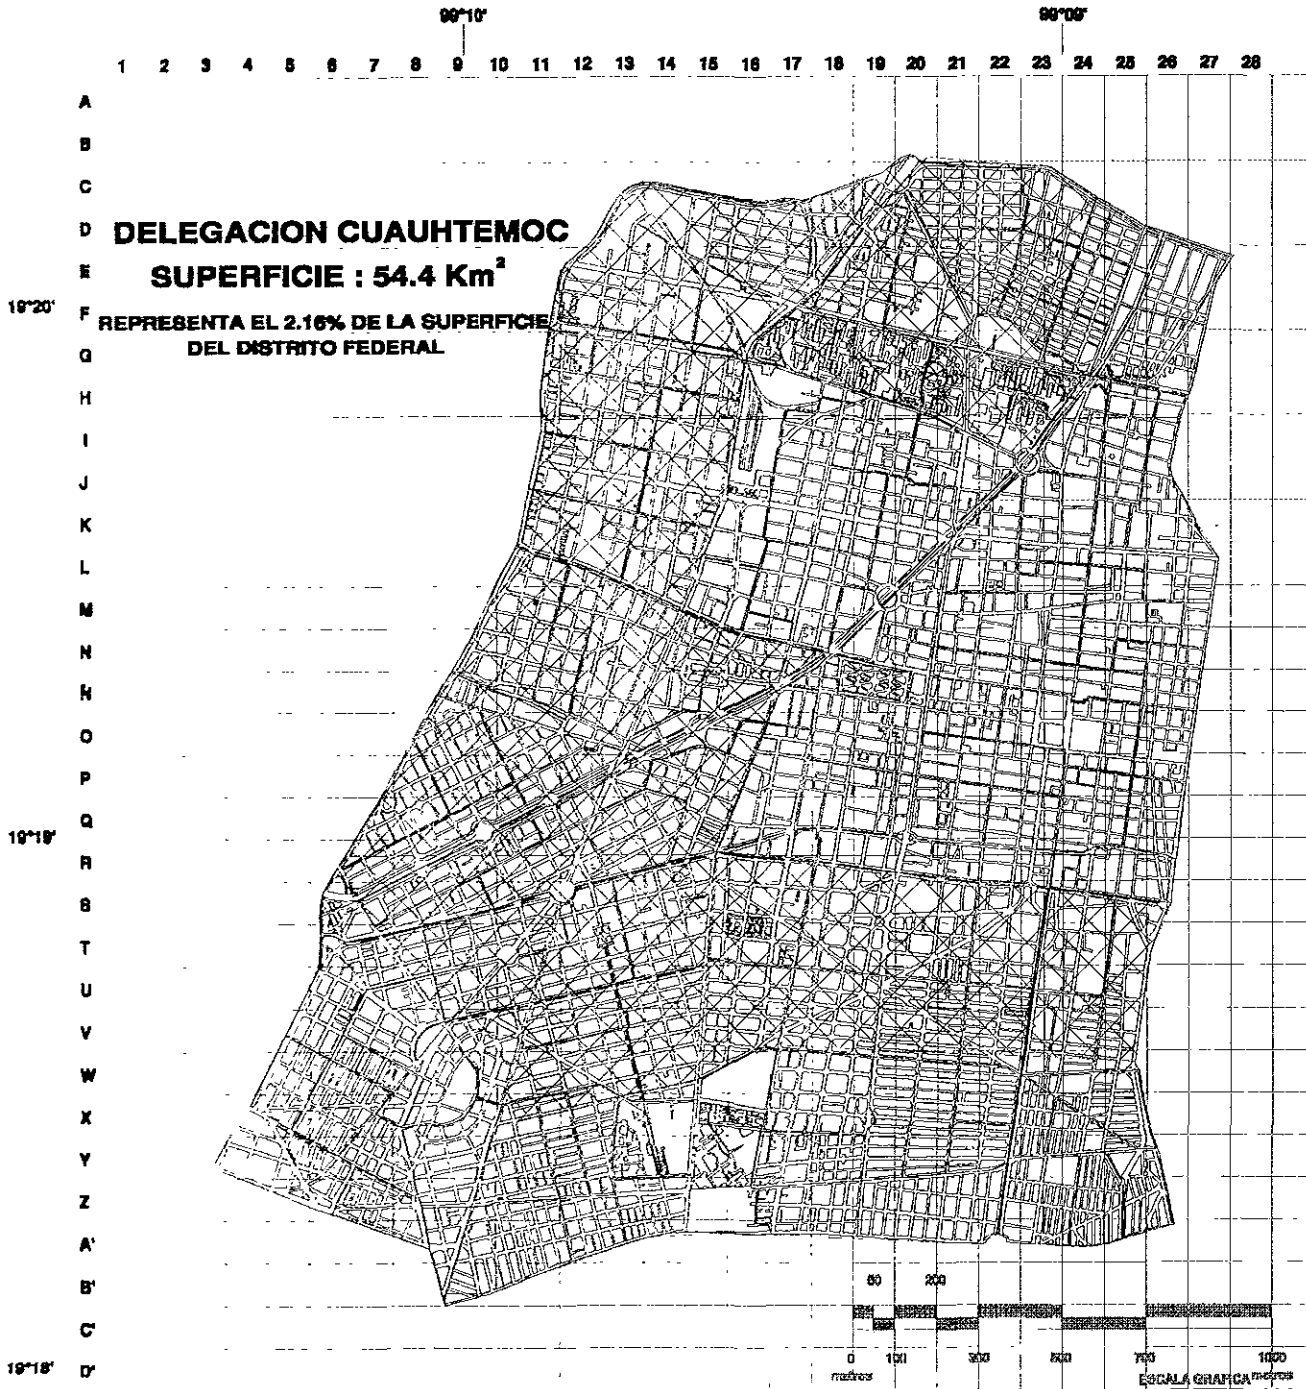 99°10' 99°09'
1 2 3 4 5 6 7 8 9 10 11 12 13 14 15 16 17 18 19 20 21 22 23 24 25 26 27 28
A
B
C
D
DELEGACION CUAUHTEMOC
E
SUPERFICIE : 54.4 Km²
19°20'
F
REPRESENTA EL 2.16% DE LA SUPERFICIE
G
DEL DISTRITO FEDERAL
H
I
J
K
L
M
N
Ñ
O
P
Q
19°19'
R
S
T
U
V
W
X
Y
Z
A'
B'
50 200
C'
19°18'
D'
0 100 300 500 700 1000
metros ESCALA GRAFICA metros